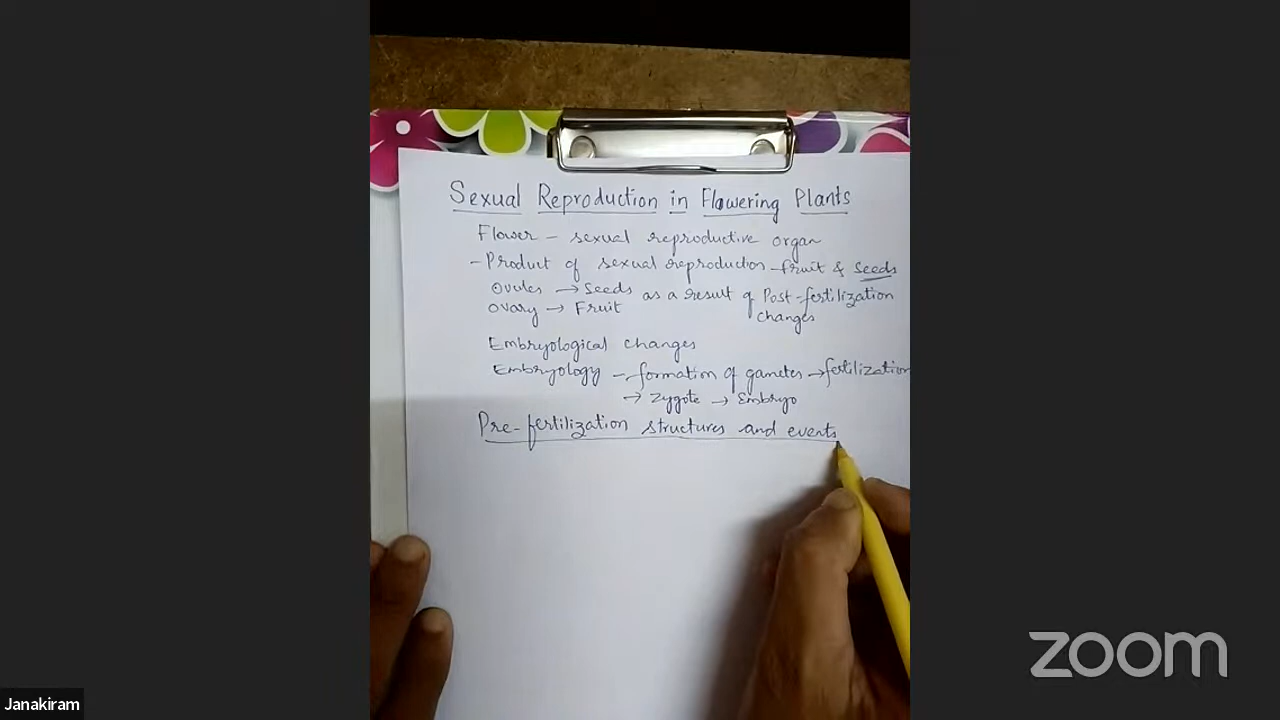 Sexual Reproduction in Flowering Plants
Flower - sexual reproductive organ
- Product of sexual reproduction - fruit & seeds
Ovules → Seeds as a result of Post-fertilization
Ovary → Fruit changes
Embryological changes
Embryology - formation of gametes → fertilization
→ Zygote → Embryo
Pre-fertilization structures and events
Janakiram
zoom